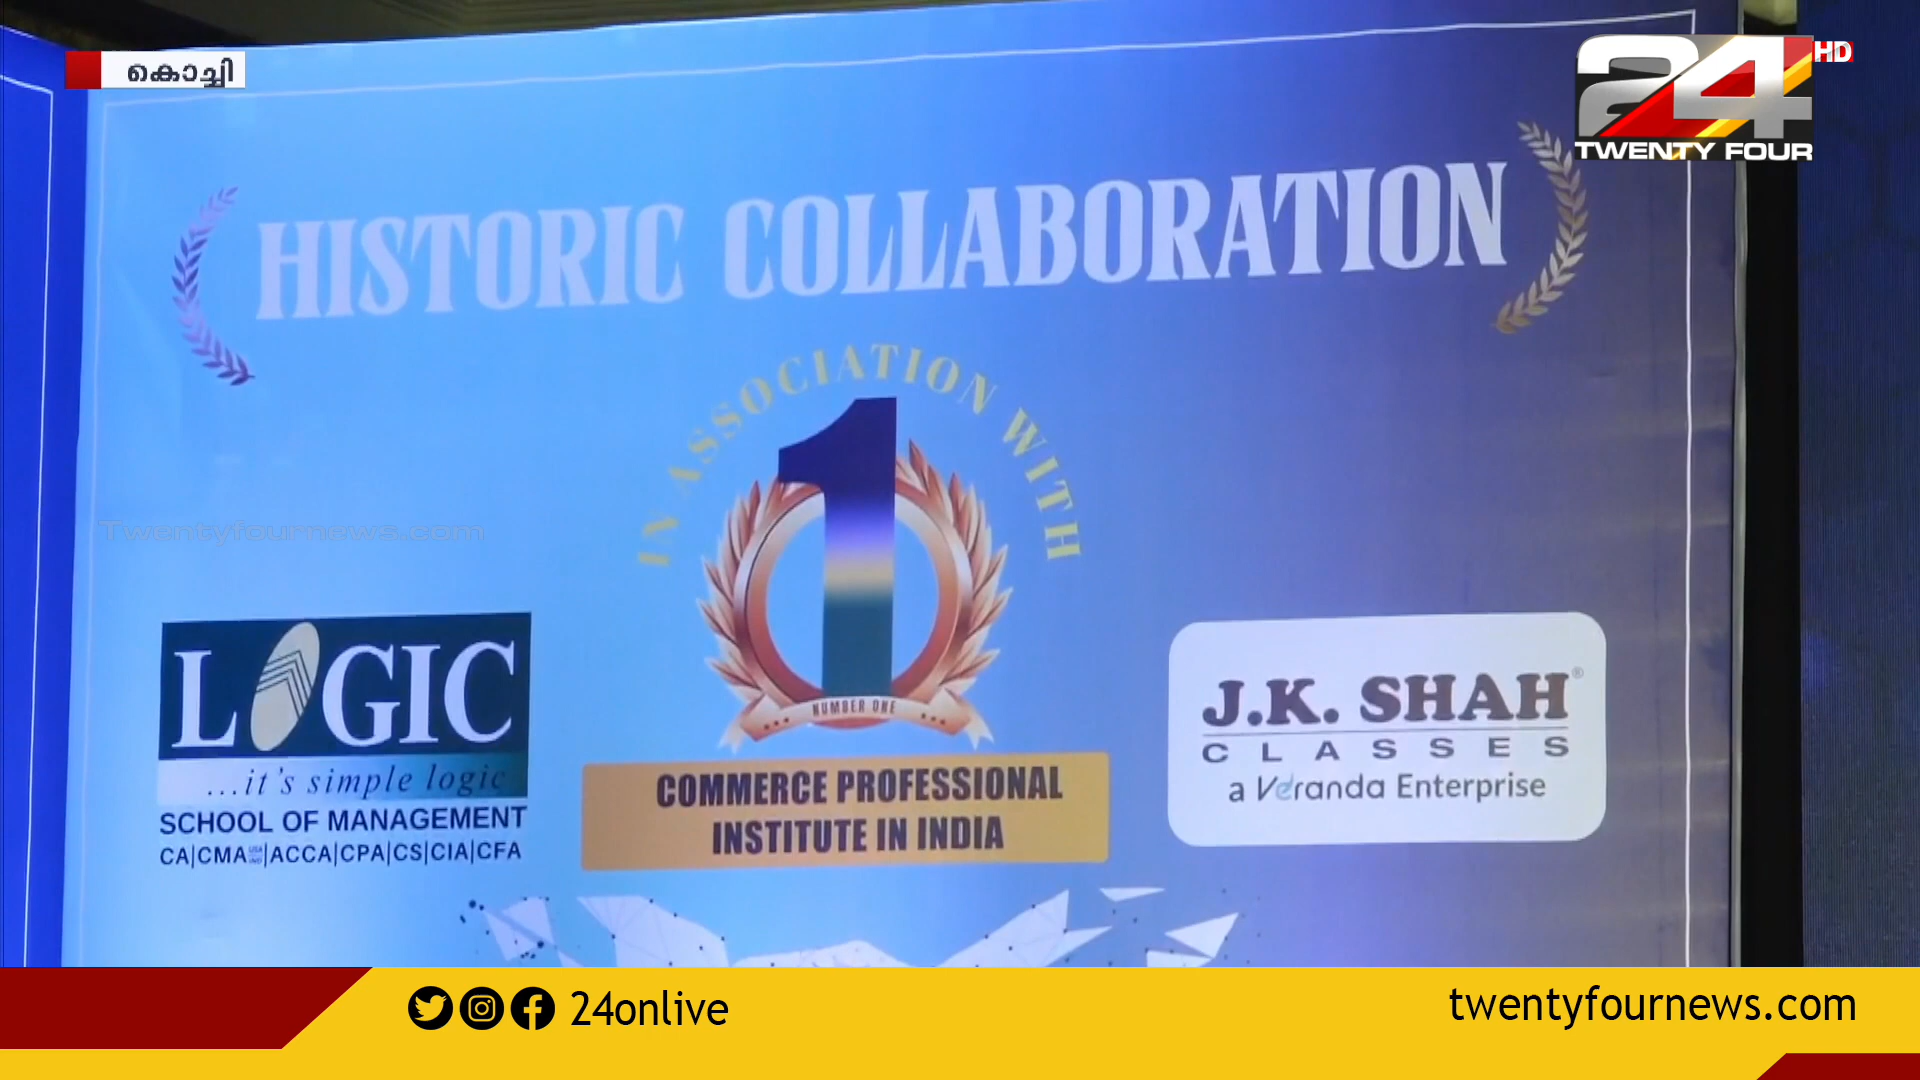 കൊച്ചി
24 HD
TWENTY FOUR
HISTORIC COLLABORATION
IN ASSOCIATION WITH
1
NUMBER ONE
COMMERCE PROFESSIONAL
INSTITUTE IN INDIA
Twentyfournews.com
LOGIC
...it's simple logic
SCHOOL OF MANAGEMENT
CA|CMA USA IND|ACCA|CPA|CS|CIA|CFA
J.K. SHAH®
CLASSES
a Veranda Enterprise
24onlive
twentyfournews.com